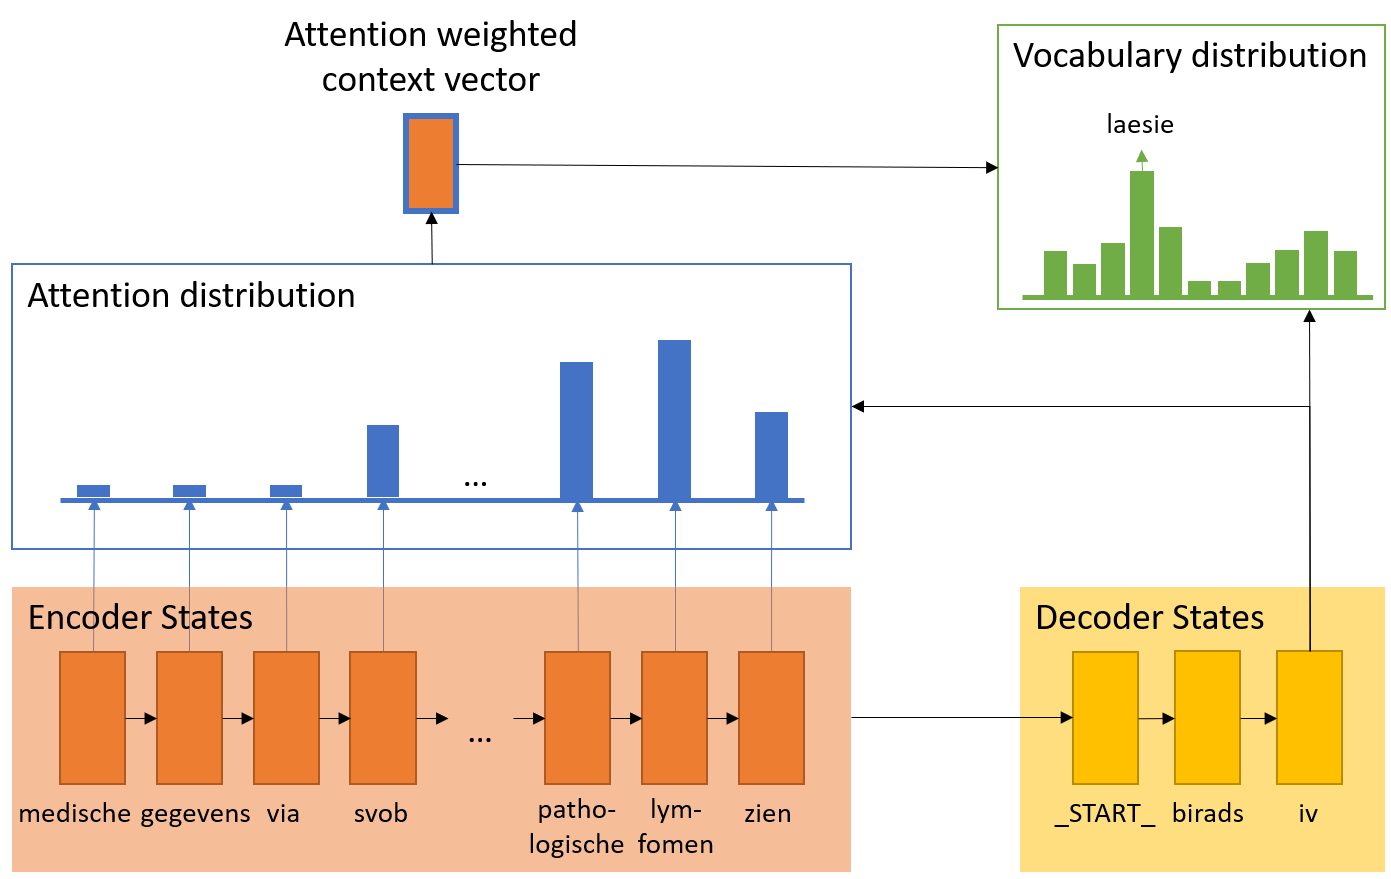 Attention weighted
context vector
Vocabulary distribution
laesie
Attention distribution
...
Encoder States
...
medische gegevens via svob patho-
logische lym-
fomen zien
Decoder States
_START_ birads iv